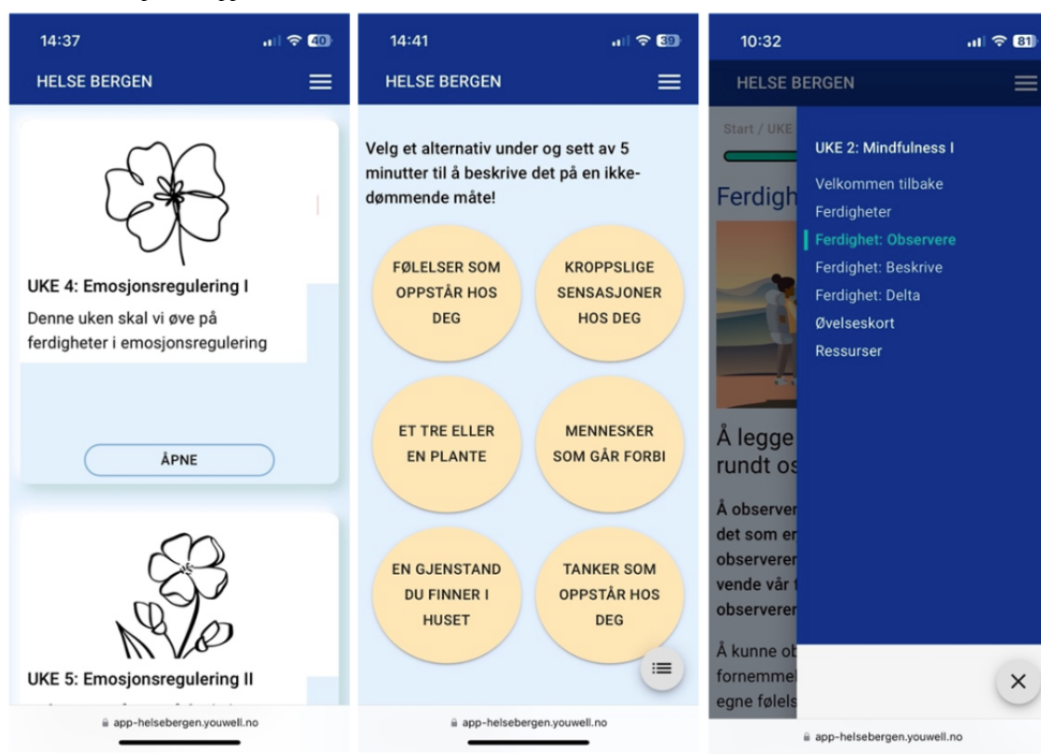 14:37
40
HELSE BERGEN
UKE 4: Emosjonsregulering I
Denne uken skal vi øve på
ferdigheter i emosjonsregulering
ÅPNE
UKE 5: Emosjonsregulering II
app-helsebergen.youwell.no
14:41
39
HELSE BERGEN
Velg et alternativ under og sett av 5
minutter til å beskrive det på en ikke-
dømmende måte!
FØLELSER SOM
OPPSTÅR HOS
DEG
KROPPSLIGE
SENSASJONER
HOS DEG
ET TRE ELLER
EN PLANTE
MENNESKER
SOM GÅR FORBI
EN GJENSTAND
DU FINNER I
HUSET
TANKER SOM
OPPSTÅR HOS
DEG
app-helsebergen.youwell.no
10:32
81
HELSE BERGEN
Start / UKE
Ferdigh
Å legge
rundt os
Å observer
det som er
observerer
vende vår
observerer
Å kunne ob
fornemmel
egne følels
UKE 2: Mindfulness I
Velkommen tilbake
Ferdigheter
Ferdighet: Observere
Ferdighet: Beskrive
Ferdighet: Delta
Øvelseskort
Ressurser
app-helsebergen.youwell.no